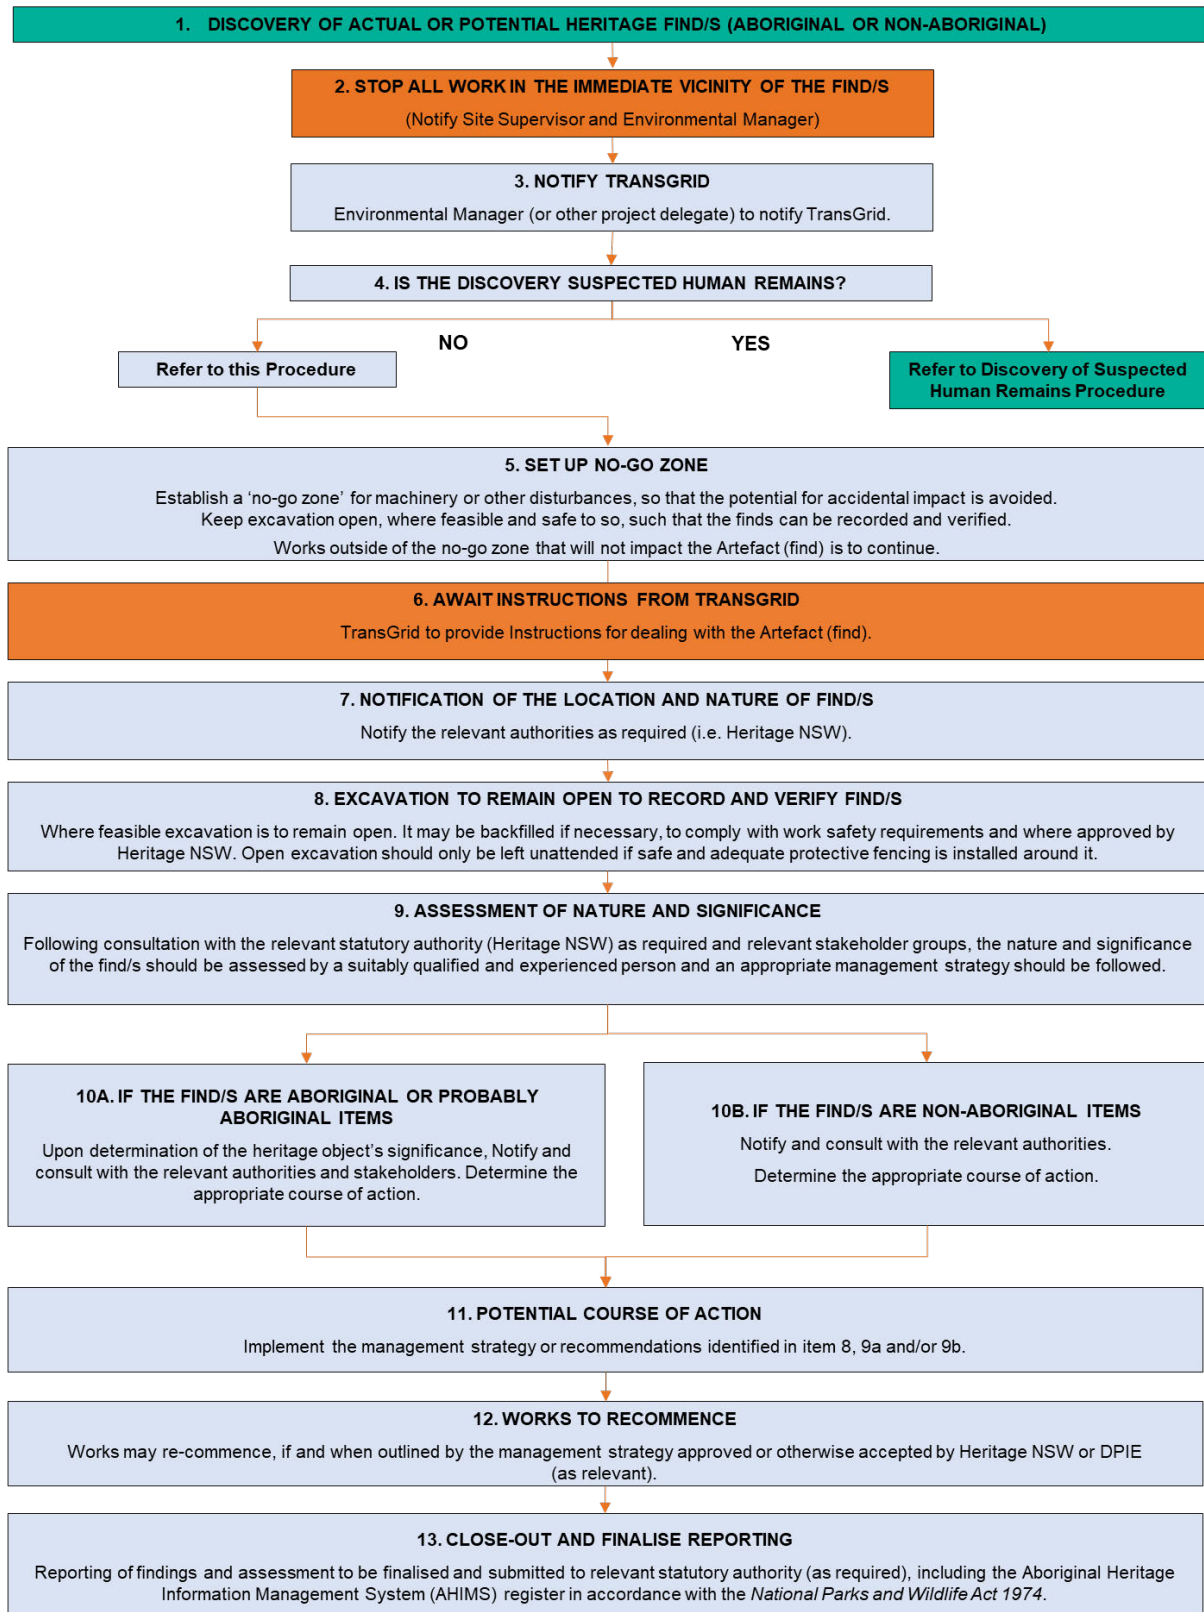 1. DISCOVERY OF ACTUAL OR POTENTIAL HERITAGE FIND/S (ABORIGINAL OR NON-ABORIGINAL)
2. STOP ALL WORK IN THE IMMEDIATE VICINITY OF THE FIND/S
(Notify Site Supervisor and Environmental Manager)
3. NOTIFY TRANSGRID
Environmental Manager (or other project delegate) to notify TransGrid.
4. IS THE DISCOVERY SUSPECTED HUMAN REMAINS?
NO
YES
Refer to this Procedure
Refer to Discovery of Suspected
Human Remains Procedure
5. SET UP NO-GO ZONE
Establish a ‘no-go zone’ for machinery or other disturbances, so that the potential for accidental impact is avoided.
Keep excavation open, where feasible and safe to so, such that the finds can be recorded and verified.
Works outside of the no-go zone that will not impact the Artefact (find) is to continue.
6. AWAIT INSTRUCTIONS FROM TRANSGRID
TransGrid to provide Instructions for dealing with the Artefact (find).
7. NOTIFICATION OF THE LOCATION AND NATURE OF FIND/S
Notify the relevant authorities as required (i.e. Heritage NSW).
8. EXCAVATION TO REMAIN OPEN TO RECORD AND VERIFY FIND/S
Where feasible excavation is to remain open. It may be backfilled if necessary, to comply with work safety requirements and where approved by
Heritage NSW. Open excavation should only be left unattended if safe and adequate protective fencing is installed around it.
9. ASSESSMENT OF NATURE AND SIGNIFICANCE
Following consultation with the relevant statutory authority (Heritage NSW) as required and relevant stakeholder groups, the nature and significance
of the find/s should be assessed by a suitably qualified and experienced person and an appropriate management strategy should be followed.
10A. IF THE FIND/S ARE ABORIGINAL OR PROBABLY
ABORIGINAL ITEMS
Upon determination of the heritage object’s significance, Notify and
consult with the relevant authorities and stakeholders. Determine the
appropriate course of action.
10B. IF THE FIND/S ARE NON-ABORIGINAL ITEMS
Notify and consult with the relevant authorities.
Determine the appropriate course of action.
11. POTENTIAL COURSE OF ACTION
Implement the management strategy or recommendations identified in item 8, 9a and/or 9b.
12. WORKS TO RECOMMENCE
Works may re-commence, if and when outlined by the management strategy approved or otherwise accepted by Heritage NSW or DPIE
(as relevant).
13. CLOSE-OUT AND FINALISE REPORTING
Reporting of findings and assessment to be finalised and submitted to relevant statutory authority (as required), including the Aboriginal Heritage
Information Management System (AHIMS) register in accordance with the National Parks and Wildlife Act 1974.